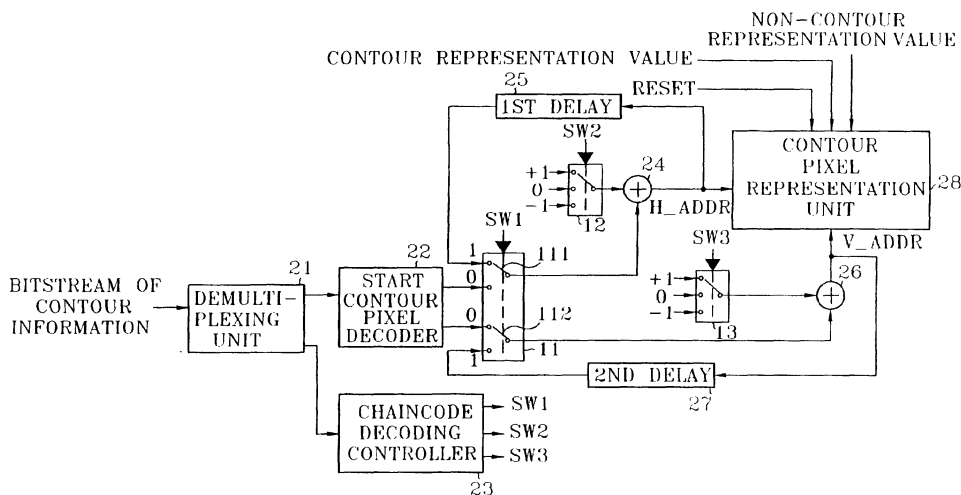 NON-CONTOUR
REPRESENTATION VALUE
CONTOUR REPRESENTATION VALUE
RESET
25
1ST DELAY
SW2
+1
0
-1
12
24
H_ADDR
CONTOUR
PIXEL
REPRESENTATION
UNIT
28
V_ADDR
SW1
1
0
111
0
112
1
11
SW3
+1
0
-1
13
26
BITSTREAM OF
CONTOUR
INFORMATION
21
DEMULTI-
PLEXING
UNIT
22
START
CONTOUR
PIXEL
DECODER
2ND DELAY
27
CHAINCODE
DECODING
CONTROLLER
23
SW1
SW2
SW3